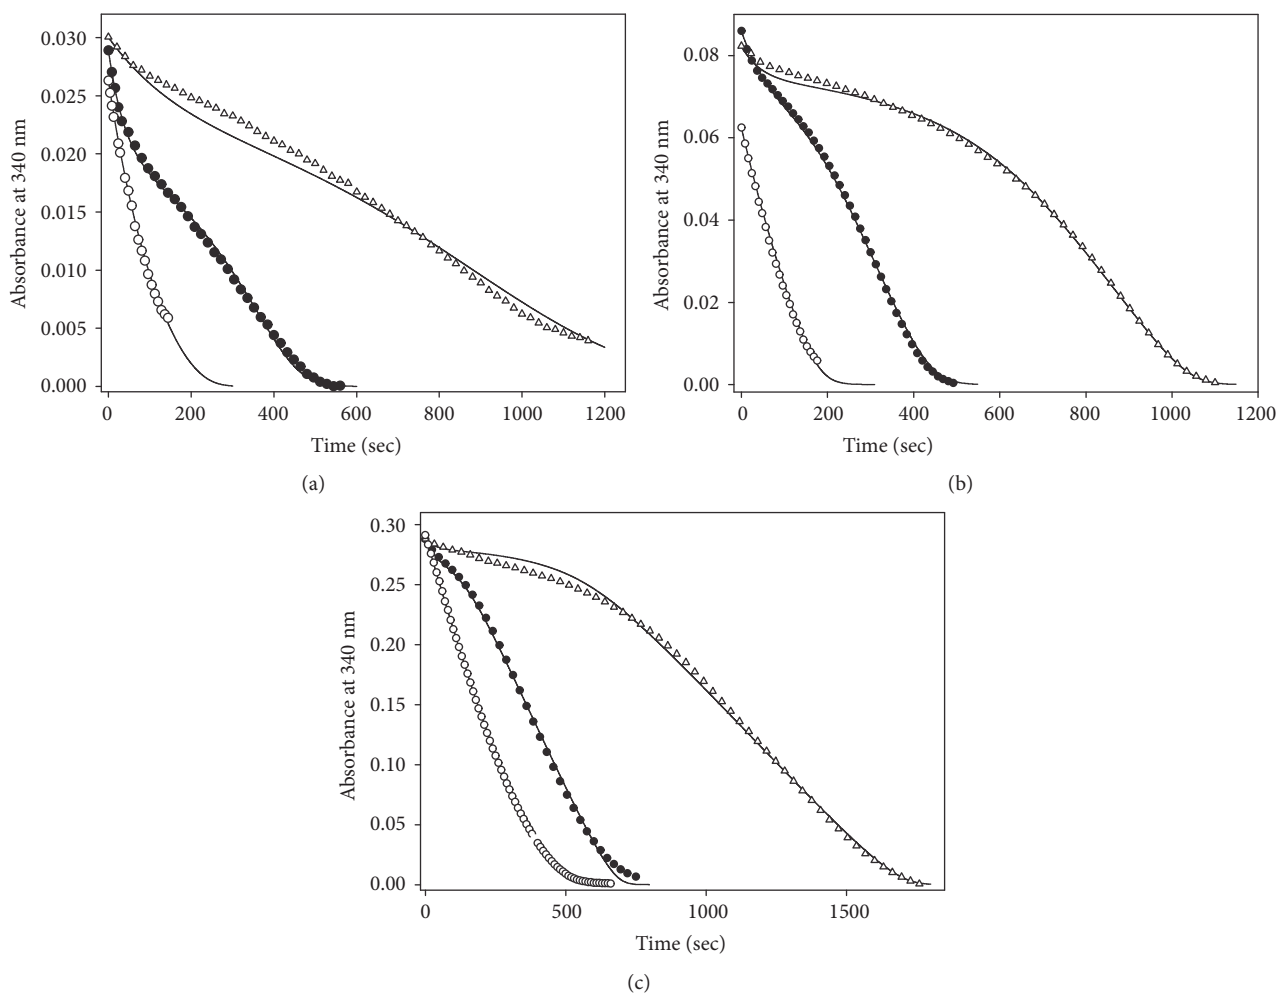 Absorbance at 340 nm
0.030
0.025
0.020
0.015
0.010
0.005
0.000
0 200 400 600 800 1000 1200
Time (sec)
(a)
Absorbance at 340 nm
0.08
0.06
0.04
0.02
0.00
0 200 400 600 800 1000 1200
Time (sec)
(b)
Absorbance at 340 nm
0.30
0.25
0.20
0.15
0.10
0.05
0.00
0 500 1000 1500
Time (sec)
(c)